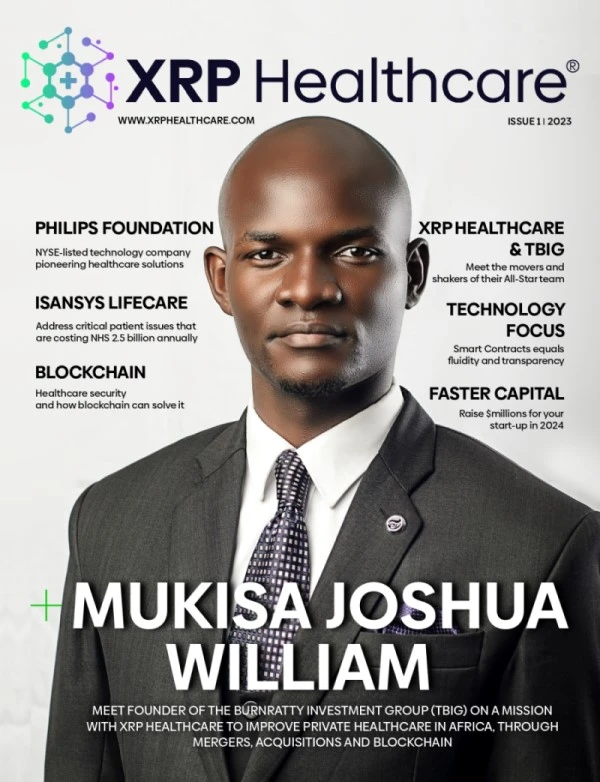 XRP Healthcare®
WWW.XRPHEALTHCARE.COM
ISSUE 1 | 2023
PHILIPS FOUNDATION
NYSE-listed technology company
pioneering healthcare solutions
ISANSYS LIFECARE
Address critical patient issues that
are costing NHS 2.5 billion annually
BLOCKCHAIN
Healthcare security
and how blockchain can solve it
XRP HEALTHCARE
& TBIG
Meet the movers and
shakers of their All-Star team
TECHNOLOGY
FOCUS
Smart Contracts equals
fluidity and transparency
FASTER CAPITAL
Raise $millions for your
start-up in 2024
MUKISA JOSHUA
WILLIAM
MEET FOUNDER OF THE BURNRATTY INVESTMENT GROUP (TBIG) ON A MISSION
WITH XRP HEALTHCARE TO IMPROVE PRIVATE HEALTHCARE IN AFRICA, THROUGH
MERGERS, ACQUISITIONS AND BLOCKCHAIN